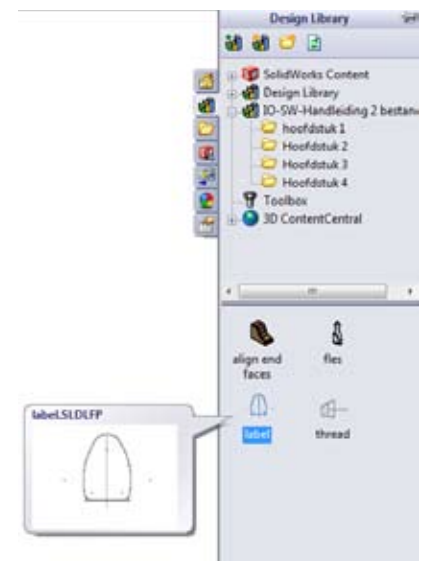 Design Library
SolidWorks Content
Design Library
IO-SW-Handleiding 2 bestan
hoofdstuk 1
Hoofdstuk 2
Hoofdstuk 3
Hoofdstuk 4
Toolbox
3D ContentCentral
align end
faces
fles
label
thread
label.SLDLFP